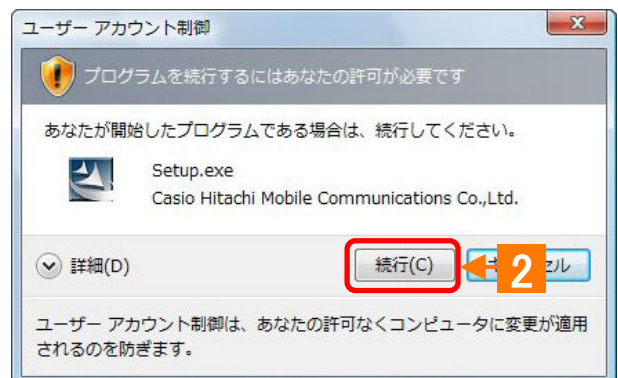 ユーザー アカウント制御
プログラムを続行するにはあなたの許可が必要です
あなたが開始したプログラムである場合は、続行してください。
Setup.exe
Casio Hitachi Mobile Communications Co.,Ltd.
詳細(D)
続行(C)
2
セル
ユーザー アカウント制御は、あなたの許可なくコンピュータに変更が適用
されるのを防ぎます。